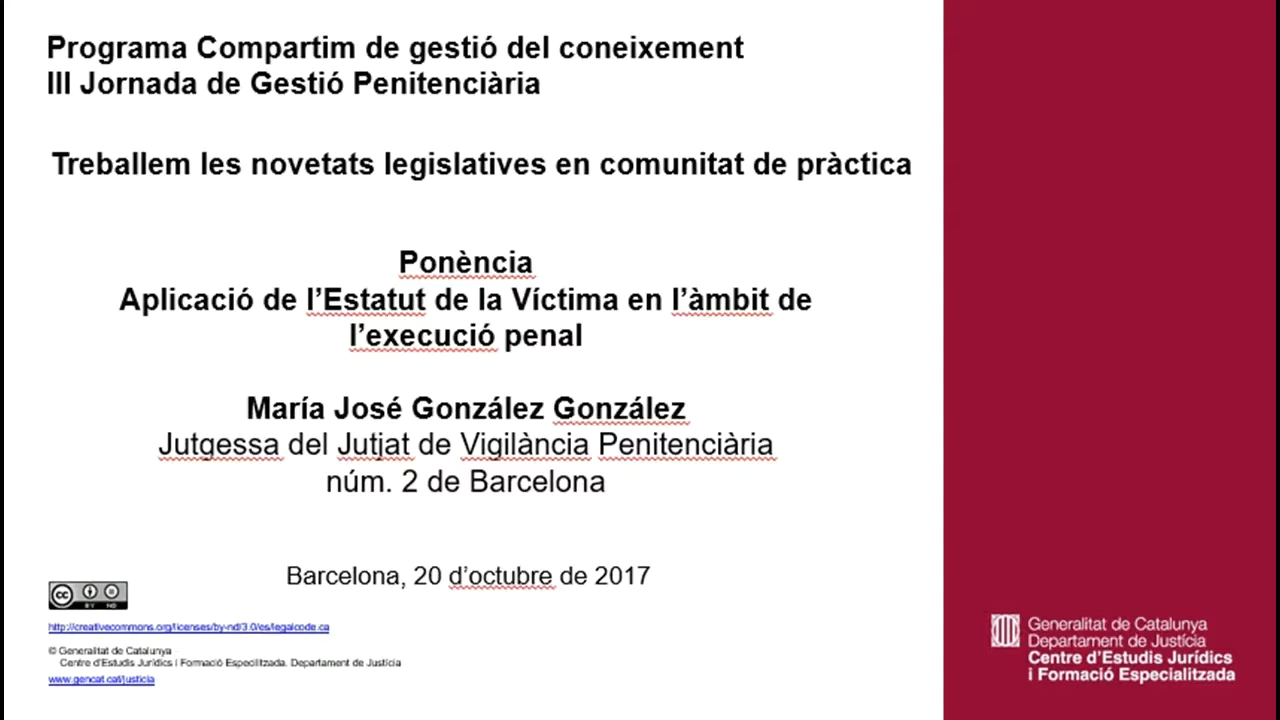 Programa Compartim de gestió del coneixement
III Jornada de Gestió Penitenciària
Treballem les novetats legislatives en comunitat de pràctica
Ponència
Aplicació de l’Estatut de la Víctima en l’àmbit de
l’execució penal
María José González González
Jutgessa del Jutjat de Vigilància Penitenciària
núm. 2 de Barcelona
Barcelona, 20 d’octubre de 2017
cc
BY ND
http://creativecommons.org/licenses/by-nd/3.0/es/legalcode.ca
© Generalitat de Catalunya
Centre d’Estudis Jurídics i Formació Especilitzada. Departament de Justícia
www.gencat.cat/justicia
Generalitat de Catalunya
Departament de Justícia
Centre d’Estudis Jurídics
i Formació Especialitzada